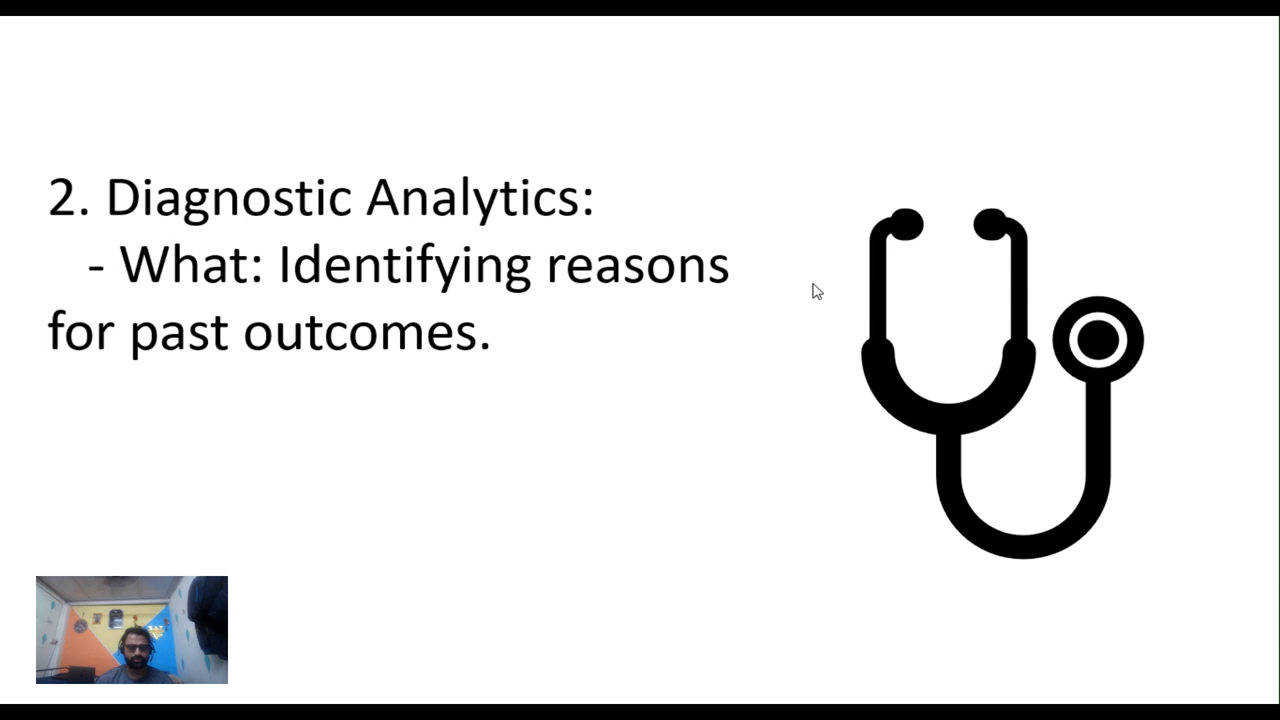 2. Diagnostic Analytics:
- What: Identifying reasons
for past outcomes.